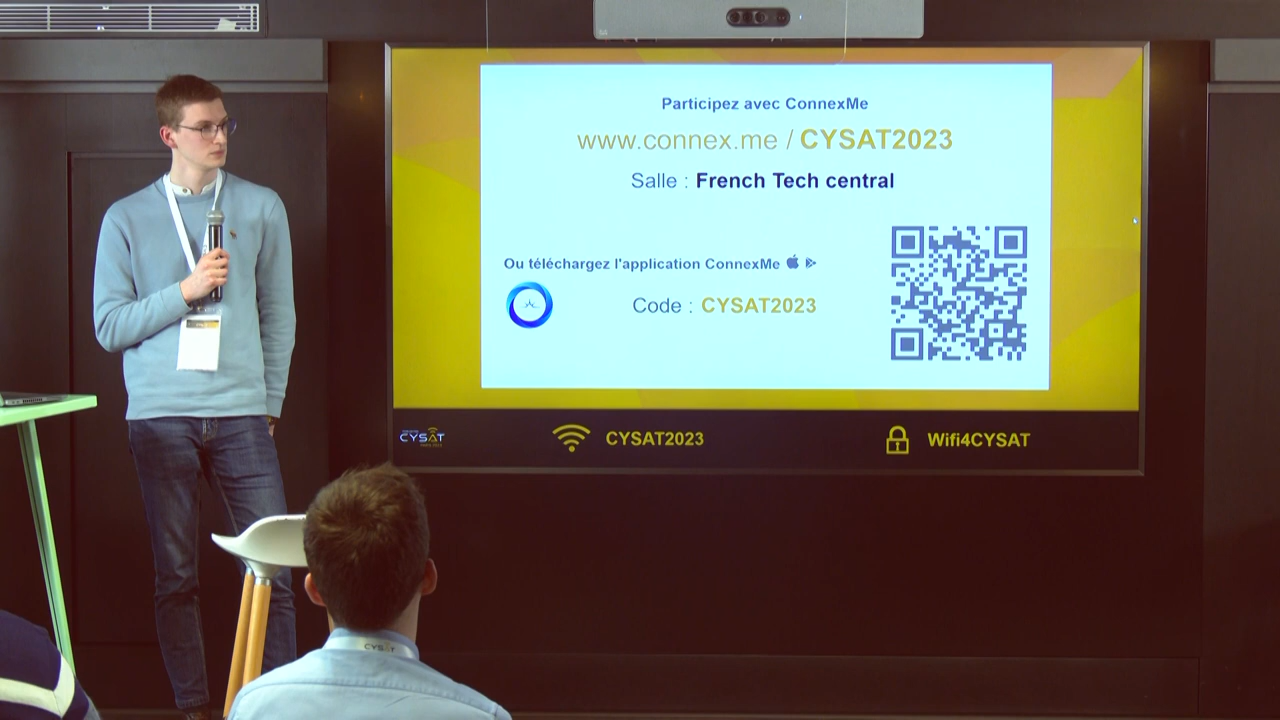 Participez avec ConnexMe
www.connex.me / CYSAT2023
Salle : French Tech central
Ou téléchargez l'application ConnexMe
Code : CYSAT2023
CYSAT
CYSAT2023
Wifi4CYSAT
CYSAT